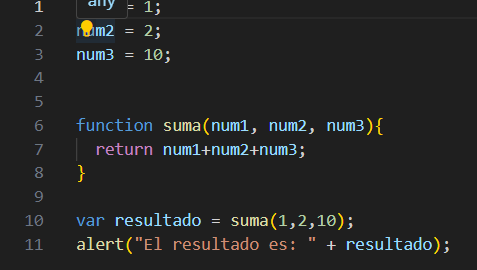 any
1 = 1;
2 num2 = 2;
3 num3 = 10;
4
5
6 function suma(num1, num2, num3){
7 return num1+num2+num3;
8 }
9
10 var resultado = suma(1,2,10);
11 alert("El resultado es: " + resultado);